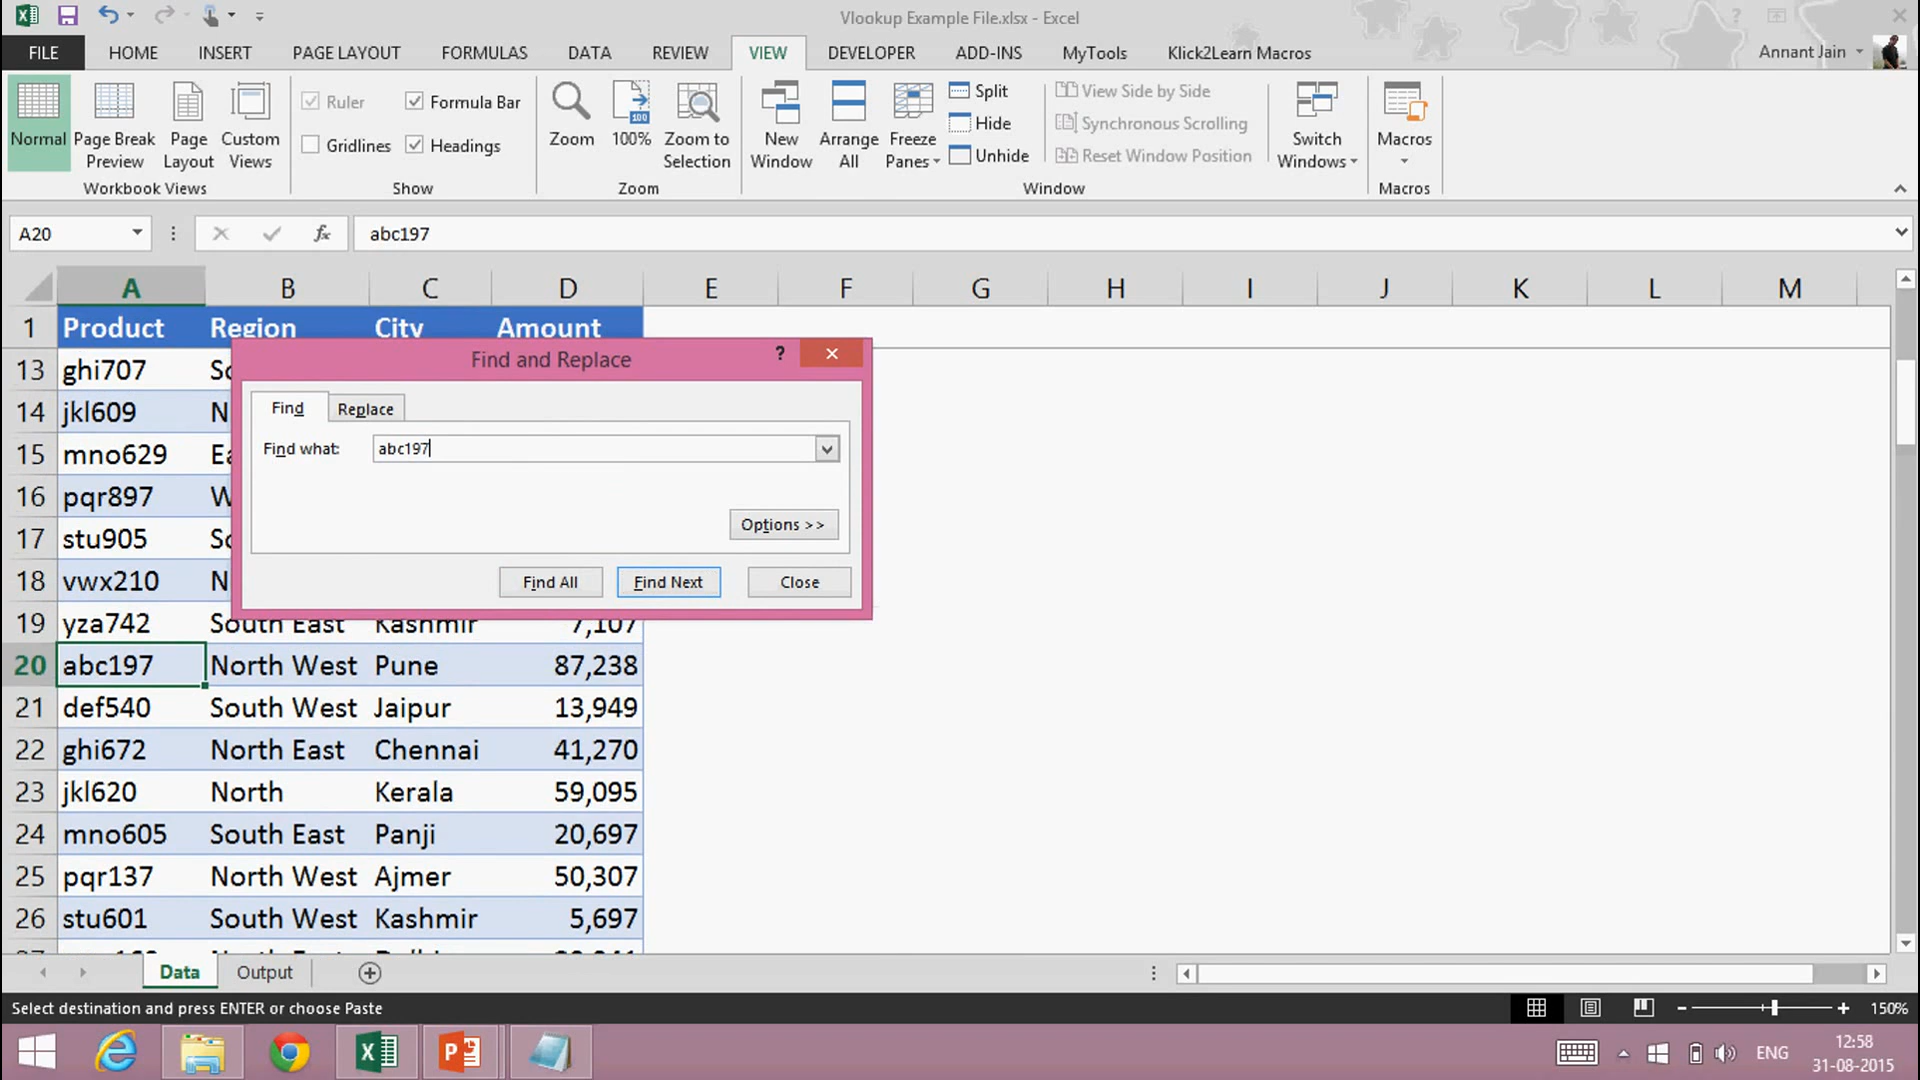 Vlookup Example File.xlsx - Excel
FILE HOME INSERT PAGE LAYOUT FORMULAS DATA REVIEW VIEW DEVELOPER ADD-INS MyTools Klick2Learn Macros Annant Jain
Normal Page Break Preview Page Layout Custom Views
Workbook Views
Ruler Formula Bar
Gridlines Headings
Show
Zoom 100% Zoom to Selection
Zoom
New Window Arrange All Freeze Panes
Split
Hide
Unhide
View Side by Side
Synchronous Scrolling
Reset Window Position
Switch Windows
Window
Macros
Macros
A20 fx abc197
A B C D E F G H I J K L M
1 Product Region City Amount
13 ghi707
14 jkl609
15 mno629
16 pqr897
17 stu905
18 vwx210
19 yza742 South East Kashmir 7,107
20 abc197 North West Pune 87,238
21 def540 South West Jaipur 13,949
22 ghi672 North East Chennai 41,270
23 jkl620 North Kerala 59,095
24 mno605 South East Panji 20,697
25 pqr137 North West Ajmer 50,307
26 stu601 South West Kashmir 5,697
Find and Replace
? ×
Find Replace
Find what: abc197
Options >>
Find All Find Next Close
Data Output
Select destination and press ENTER or choose Paste
150%
ENG
12:58
31-08-2015